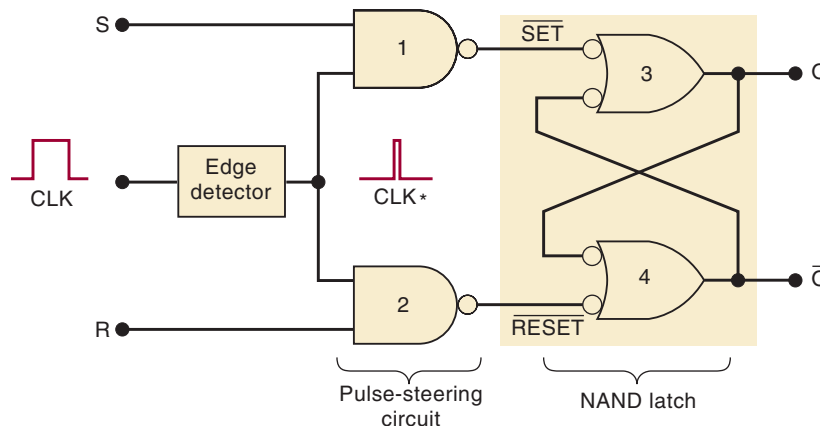 S
1
SET
3
Edge
detector
CLK
CLK*
2
4
R
RESET
Pulse-steering
circuit
NAND latch